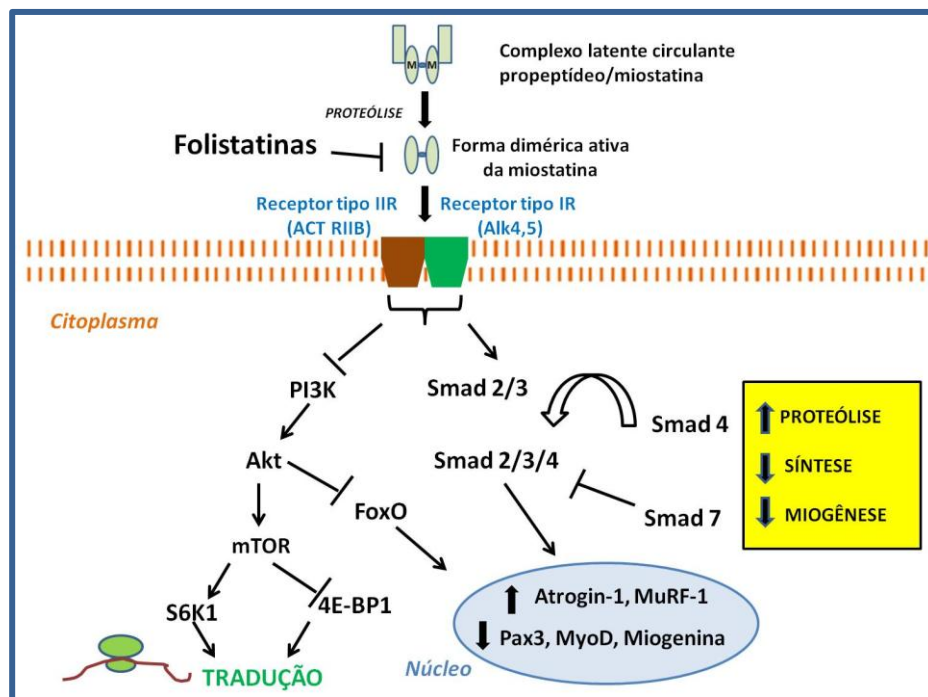 Complexo latente circulante
propeptídeo/miostatina
M M
PROTEÓLISE
Folistatinas
Forma dimérica ativa
da miostatina
Receptor tipo IIR
(ACT RIIB)
Receptor tipo IR
(Alk4,5)
Citoplasma
PI3K
Smad 2/3
Smad 4
Akt
Smad 2/3/4
FoxO
Smad 7
mTOR
S6K1
4E-BP1
TRADUÇÃO
PROTEÓLISE
SÍNTESE
MIOGÊNESE
Atrogin-1, MuRF-1
Pax3, MyoD, Miogenina
Núcleo